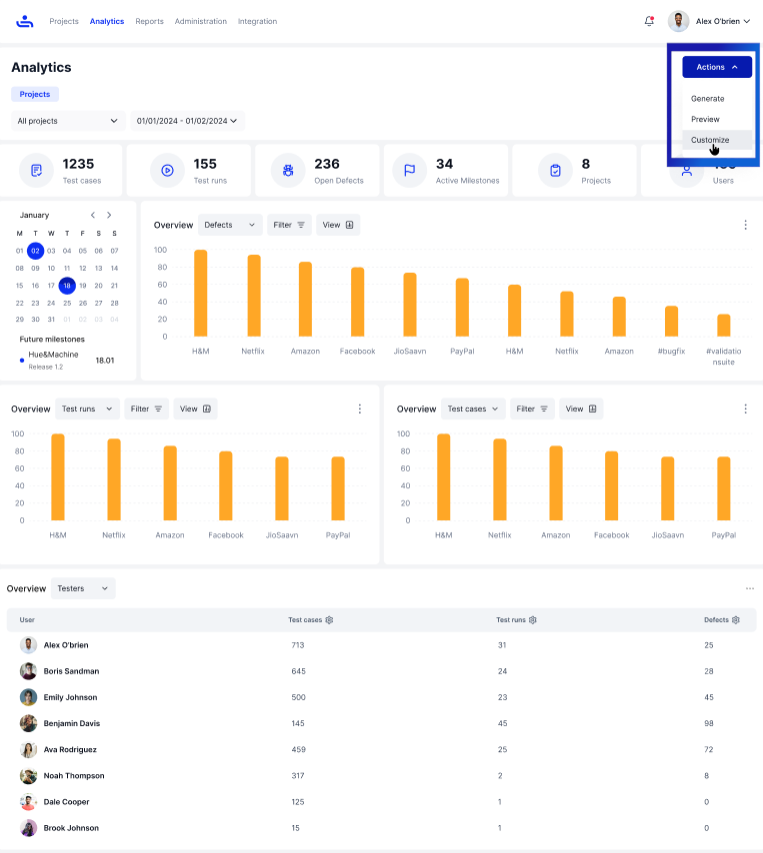 Projects Analytics Reports Administration Integration Alex O'brien
Analytics
Actions
Projects
Generate
All projects 01/01/2024 - 01/02/2024
Preview
Customize
1235 Test cases
155 Test runs
236 Open Defects
34 Active Milestones
8 Projects
Users
January
M T W T F S S
01 02 03 04 05 06 07
08 09 10 11 12 13 14
15 16 17 18 19 20 21
22 23 24 25 26 27 28
29 30 31 01 02 03 04
Future milestones
Hue&Machine 18.01
Release 1.2
Overview Defects Filter View
100
80
60
40
20
0
H&M Netflix Amazon Facebook JioSaavn PayPal H&M Netflix Amazon #bugfix #validatio
nsuite
Overview Test runs Filter View
100
80
60
40
20
0
H&M Netflix Amazon Facebook JioSaavn PayPal
Overview Test cases Filter View
100
80
60
40
20
0
H&M Netflix Amazon Facebook JioSaavn PayPal
Overview Testers
User Test cases Test runs Defects
Alex O'brien 713 31 25
Boris Sandman 645 24 28
Emily Johnson 500 23 45
Benjamin Davis 145 45 98
Ava Rodriguez 459 25 72
Noah Thompson 317 2 8
Dale Cooper 125 1 0
Brook Johnson 15 1 0